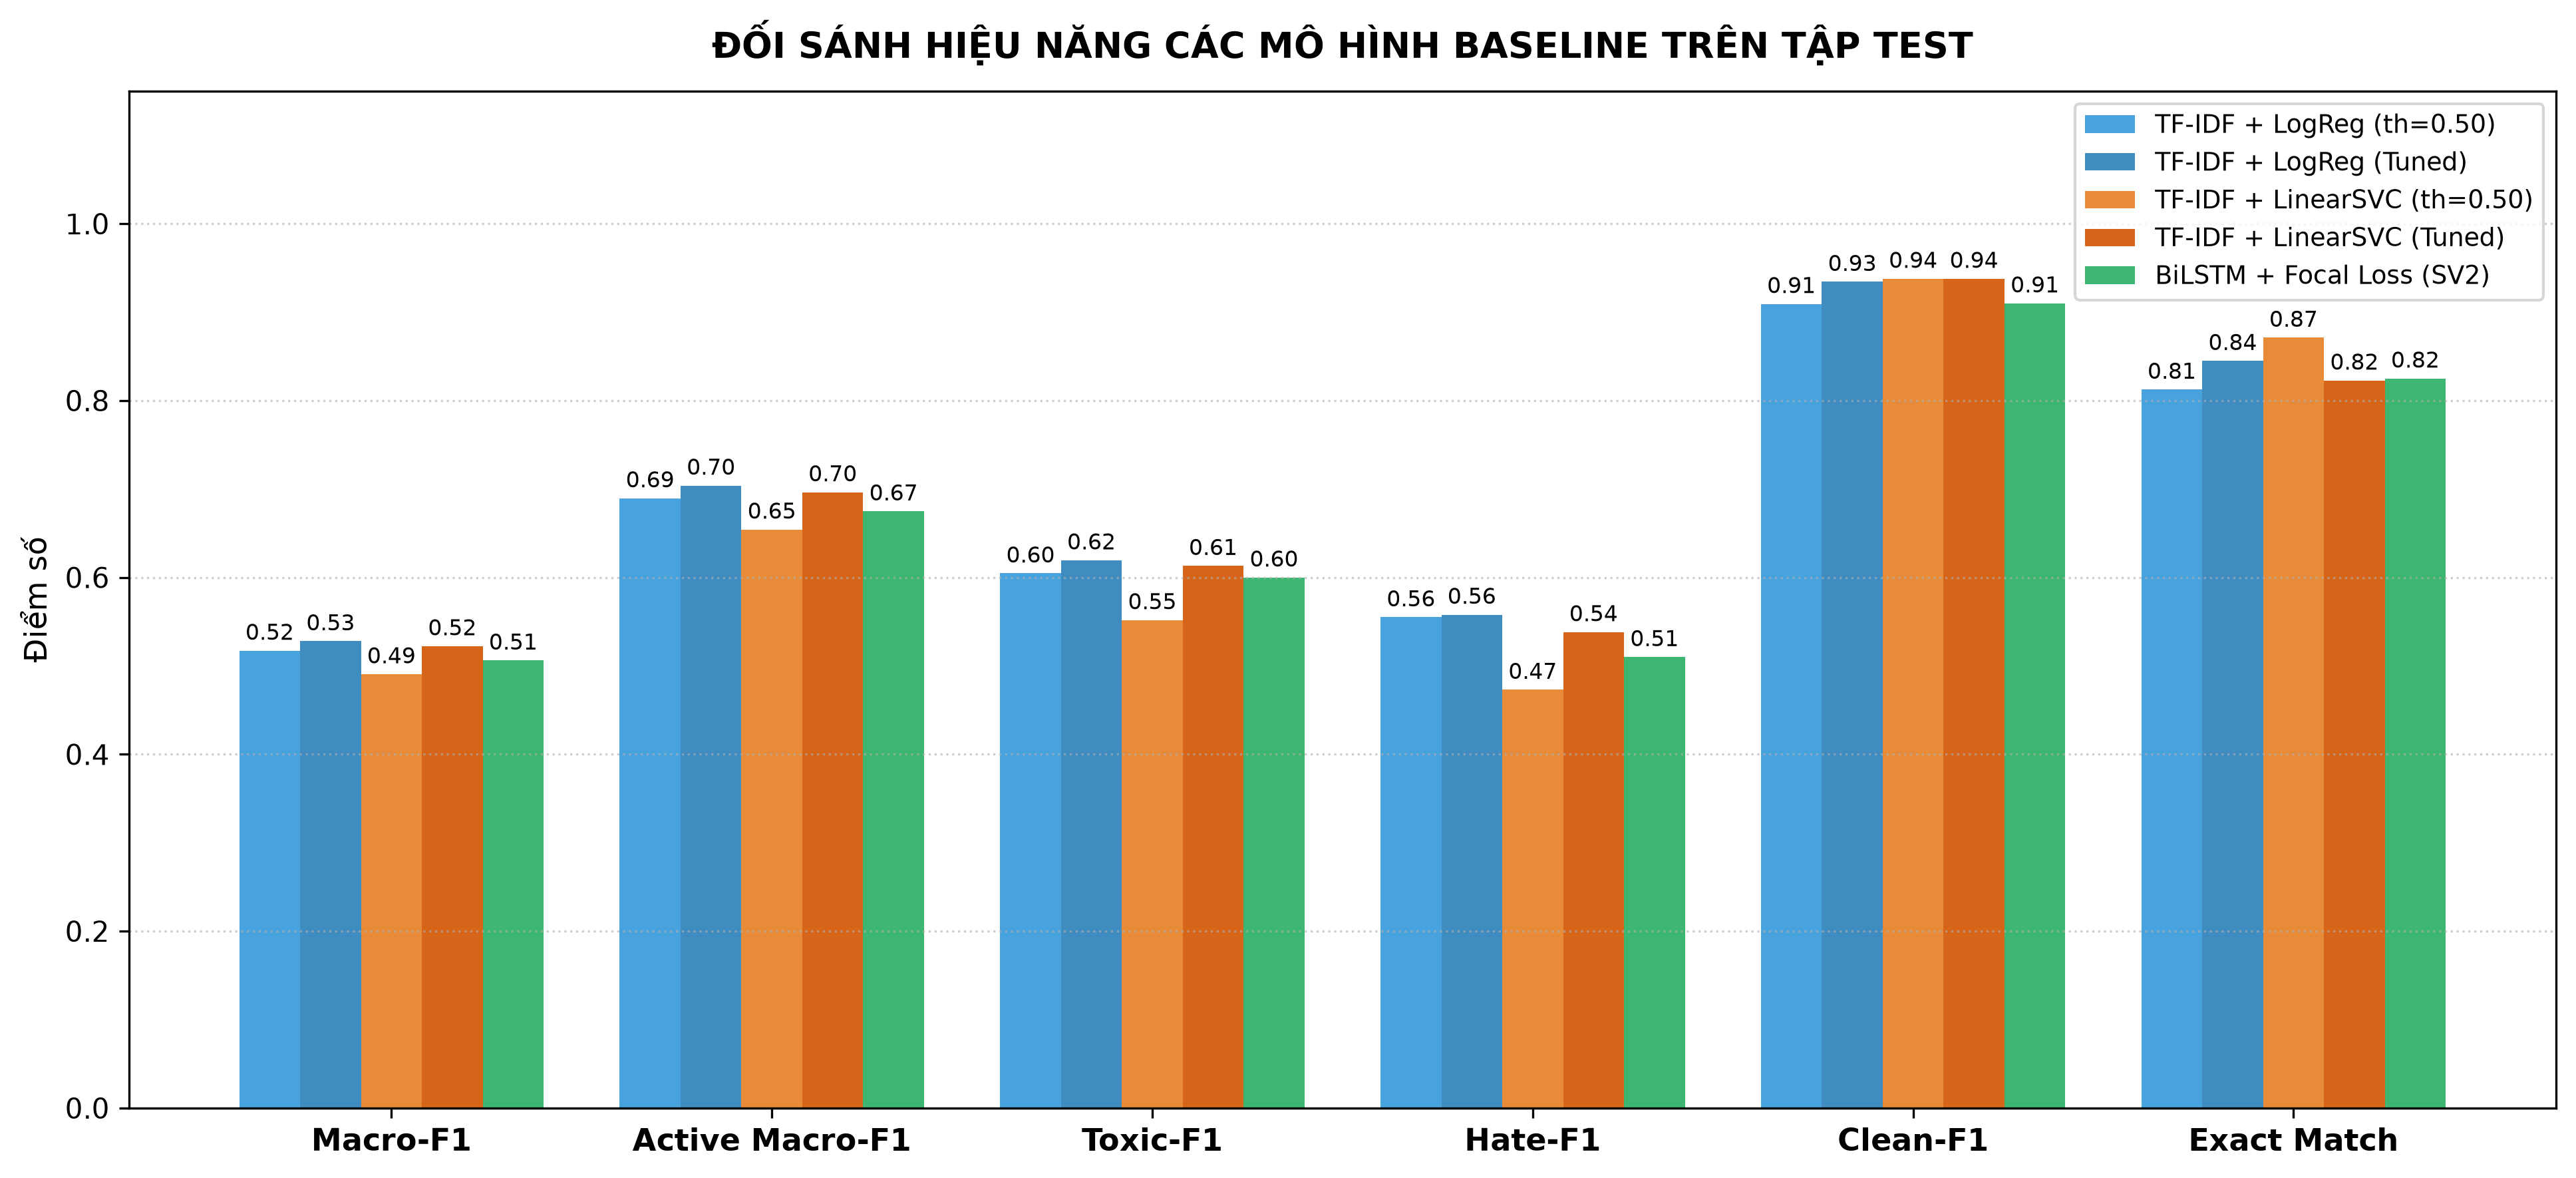 ĐỐI SÁNH HIỆU NĂNG CÁC MÔ HÌNH BASELINE TRÊN TẬP TEST
TF-IDF + LogReg (th=0.50)
TF-IDF + LogReg (Tuned)
TF-IDF + LinearSVC (th=0.50)
TF-IDF + LinearSVC (Tuned)
BiLSTM + Focal Loss (SV2)
Điểm số
1.0
0.8
0.6
0.4
0.2
0.0
0.52 0.53 0.49 0.52 0.51
0.69 0.70 0.65 0.70 0.67
0.60 0.62 0.55 0.61 0.60
0.56 0.56 0.47 0.54 0.51
0.91 0.93 0.94 0.94 0.91
0.81 0.84 0.87 0.82 0.82
Macro-F1 Active Macro-F1 Toxic-F1 Hate-F1 Clean-F1 Exact Match